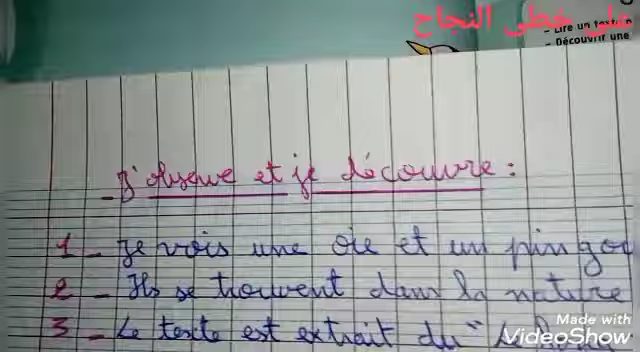 على خطى النجاح
- Lire un texte
- Découvrir une
- J'observe et je découvre :
1 - Je vois une oie et un pingo
2 - Ils se trouvent dans la nature
3 - Le texte est extrait du "
Made with
VideoShow